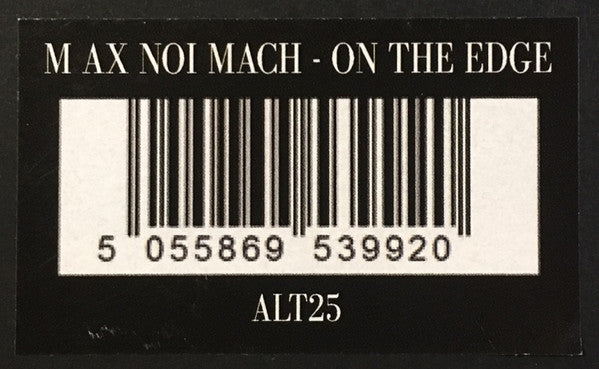 M AX NOI MACH - ON THE EDGE
5 055869 539920
ALT25